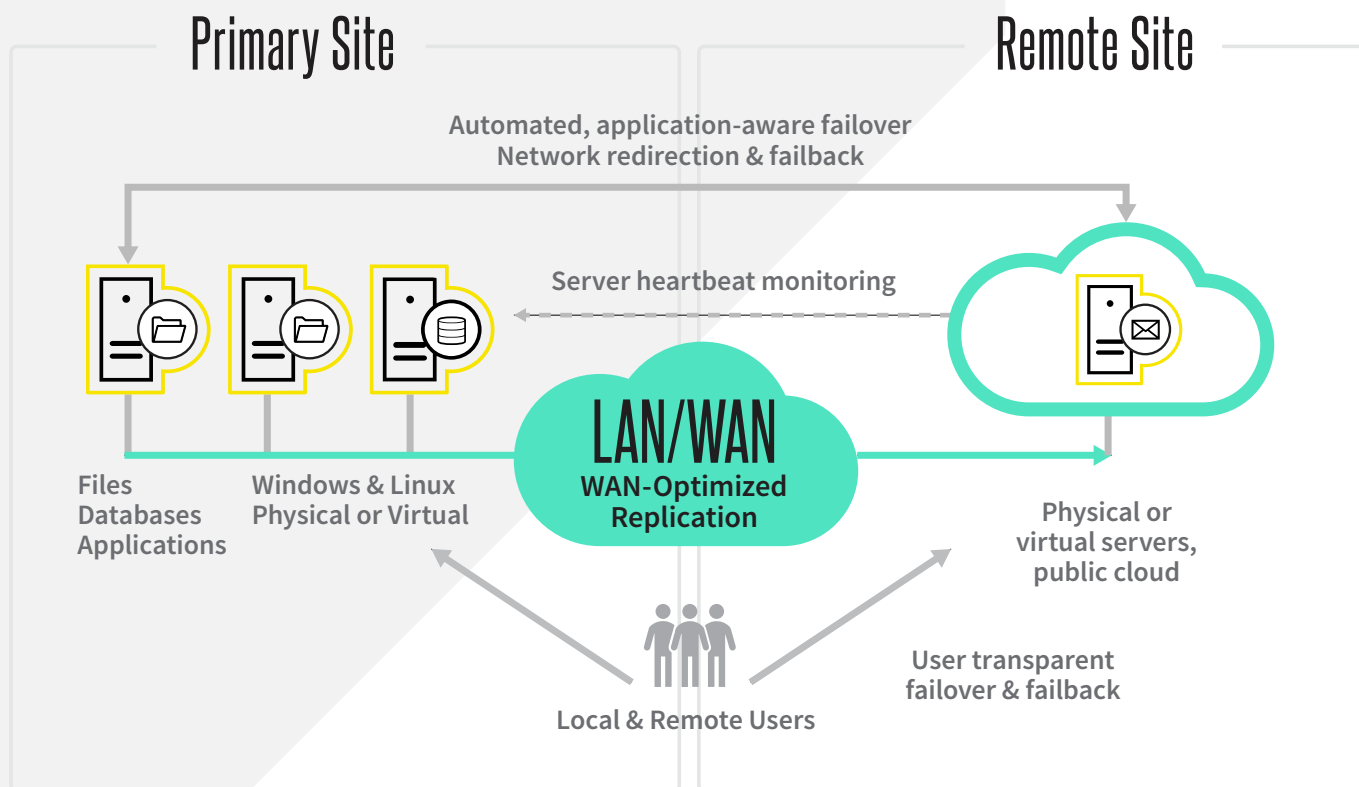 Primary Site
Remote Site
Automated, application-aware failover
Network redirection & failback
Server heartbeat monitoring
LAN/WAN
WAN-Optimized
Replication
Files
Databases
Applications
Windows & Linux
Physical or Virtual
Physical or
virtual servers,
public cloud
User transparent
failover & failback
Local & Remote Users